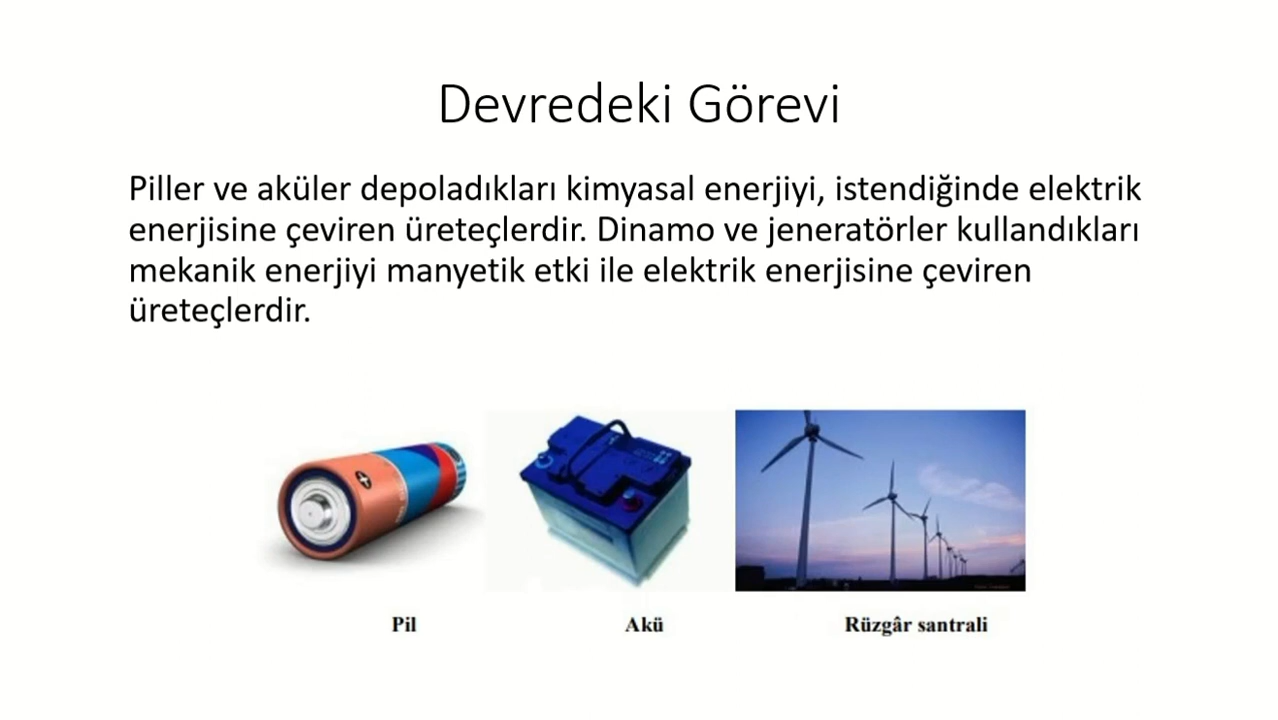 Devredeki Görevi
Piller ve aküler depoladıkları kimyasal enerjiyi, istendiğinde elektrik
enerjisine çeviren üreteçlerdir. Dinamo ve jeneratörler kullandıkları
mekanik enerjiyi manyetik etki ile elektrik enerjisine çeviren
üreteçlerdir.
Pil
Akü
Rüzgâr santrali